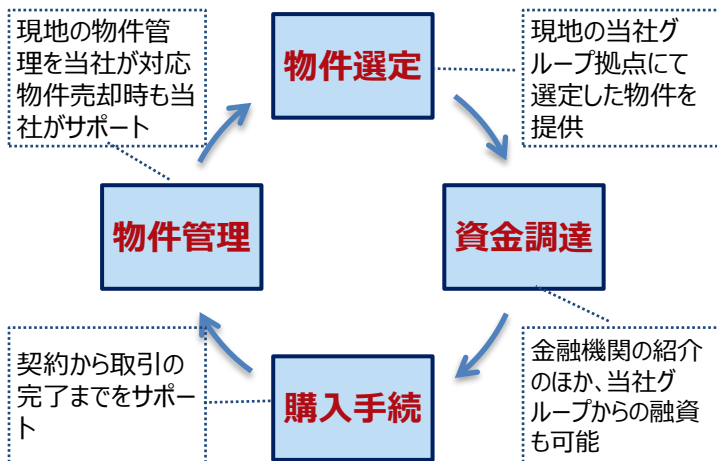 現地の物件管
理を当社が対応
物件売却時も当
社がサポート
物件選定
現地の当社グ
ループ拠点にて
選定した物件を
提供
物件管理
資金調達
契約から取引の
完了までをサポー
ト
購入手続
金融機関の紹介
のほか、当社グ
ループからの融資
も可能